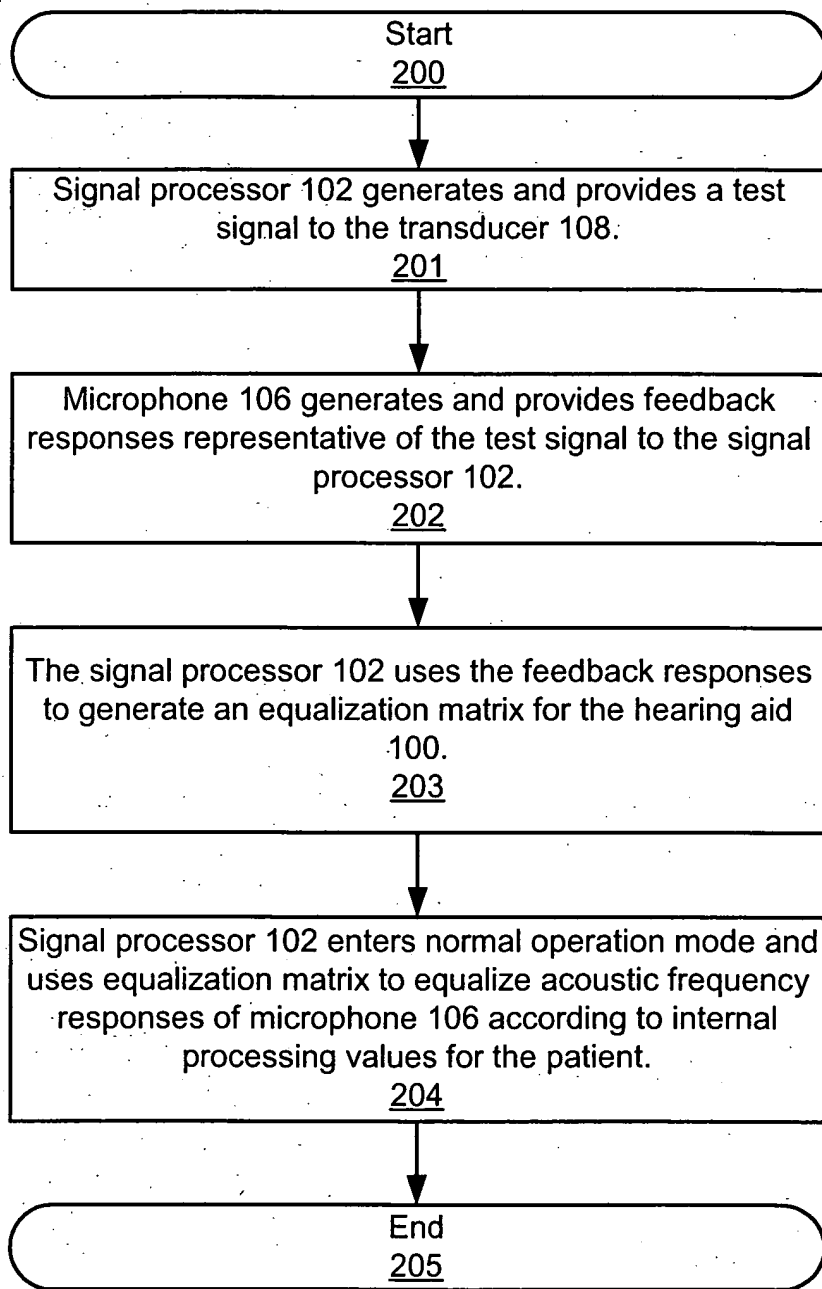 Start
200
Signal processor 102 generates and provides a test
signal to the transducer 108.
201
Microphone 106 generates and provides feedback
responses representative of the test signal to the signal
processor 102.
202
The signal processor 102 uses the feedback responses
to generate an equalization matrix for the hearing aid
100.
203
Signal processor 102 enters normal operation mode and
uses equalization matrix to equalize acoustic frequency
responses of microphone 106 according to internal
processing values for the patient.
204
End
205